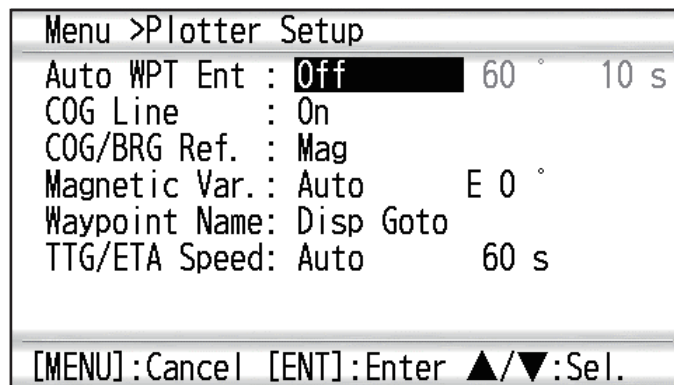 Menu >Plotter Setup
Auto WPT Ent : Off 60 ° 10 s
COG Line : On
COG/BRG Ref. : Mag
Magnetic Var.: Auto E 0 °
Waypoint Name: Disp Goto
TTG/ETA Speed: Auto 60 s
[MENU]:Cancel [ENT]:Enter ▲/▼:Sel.